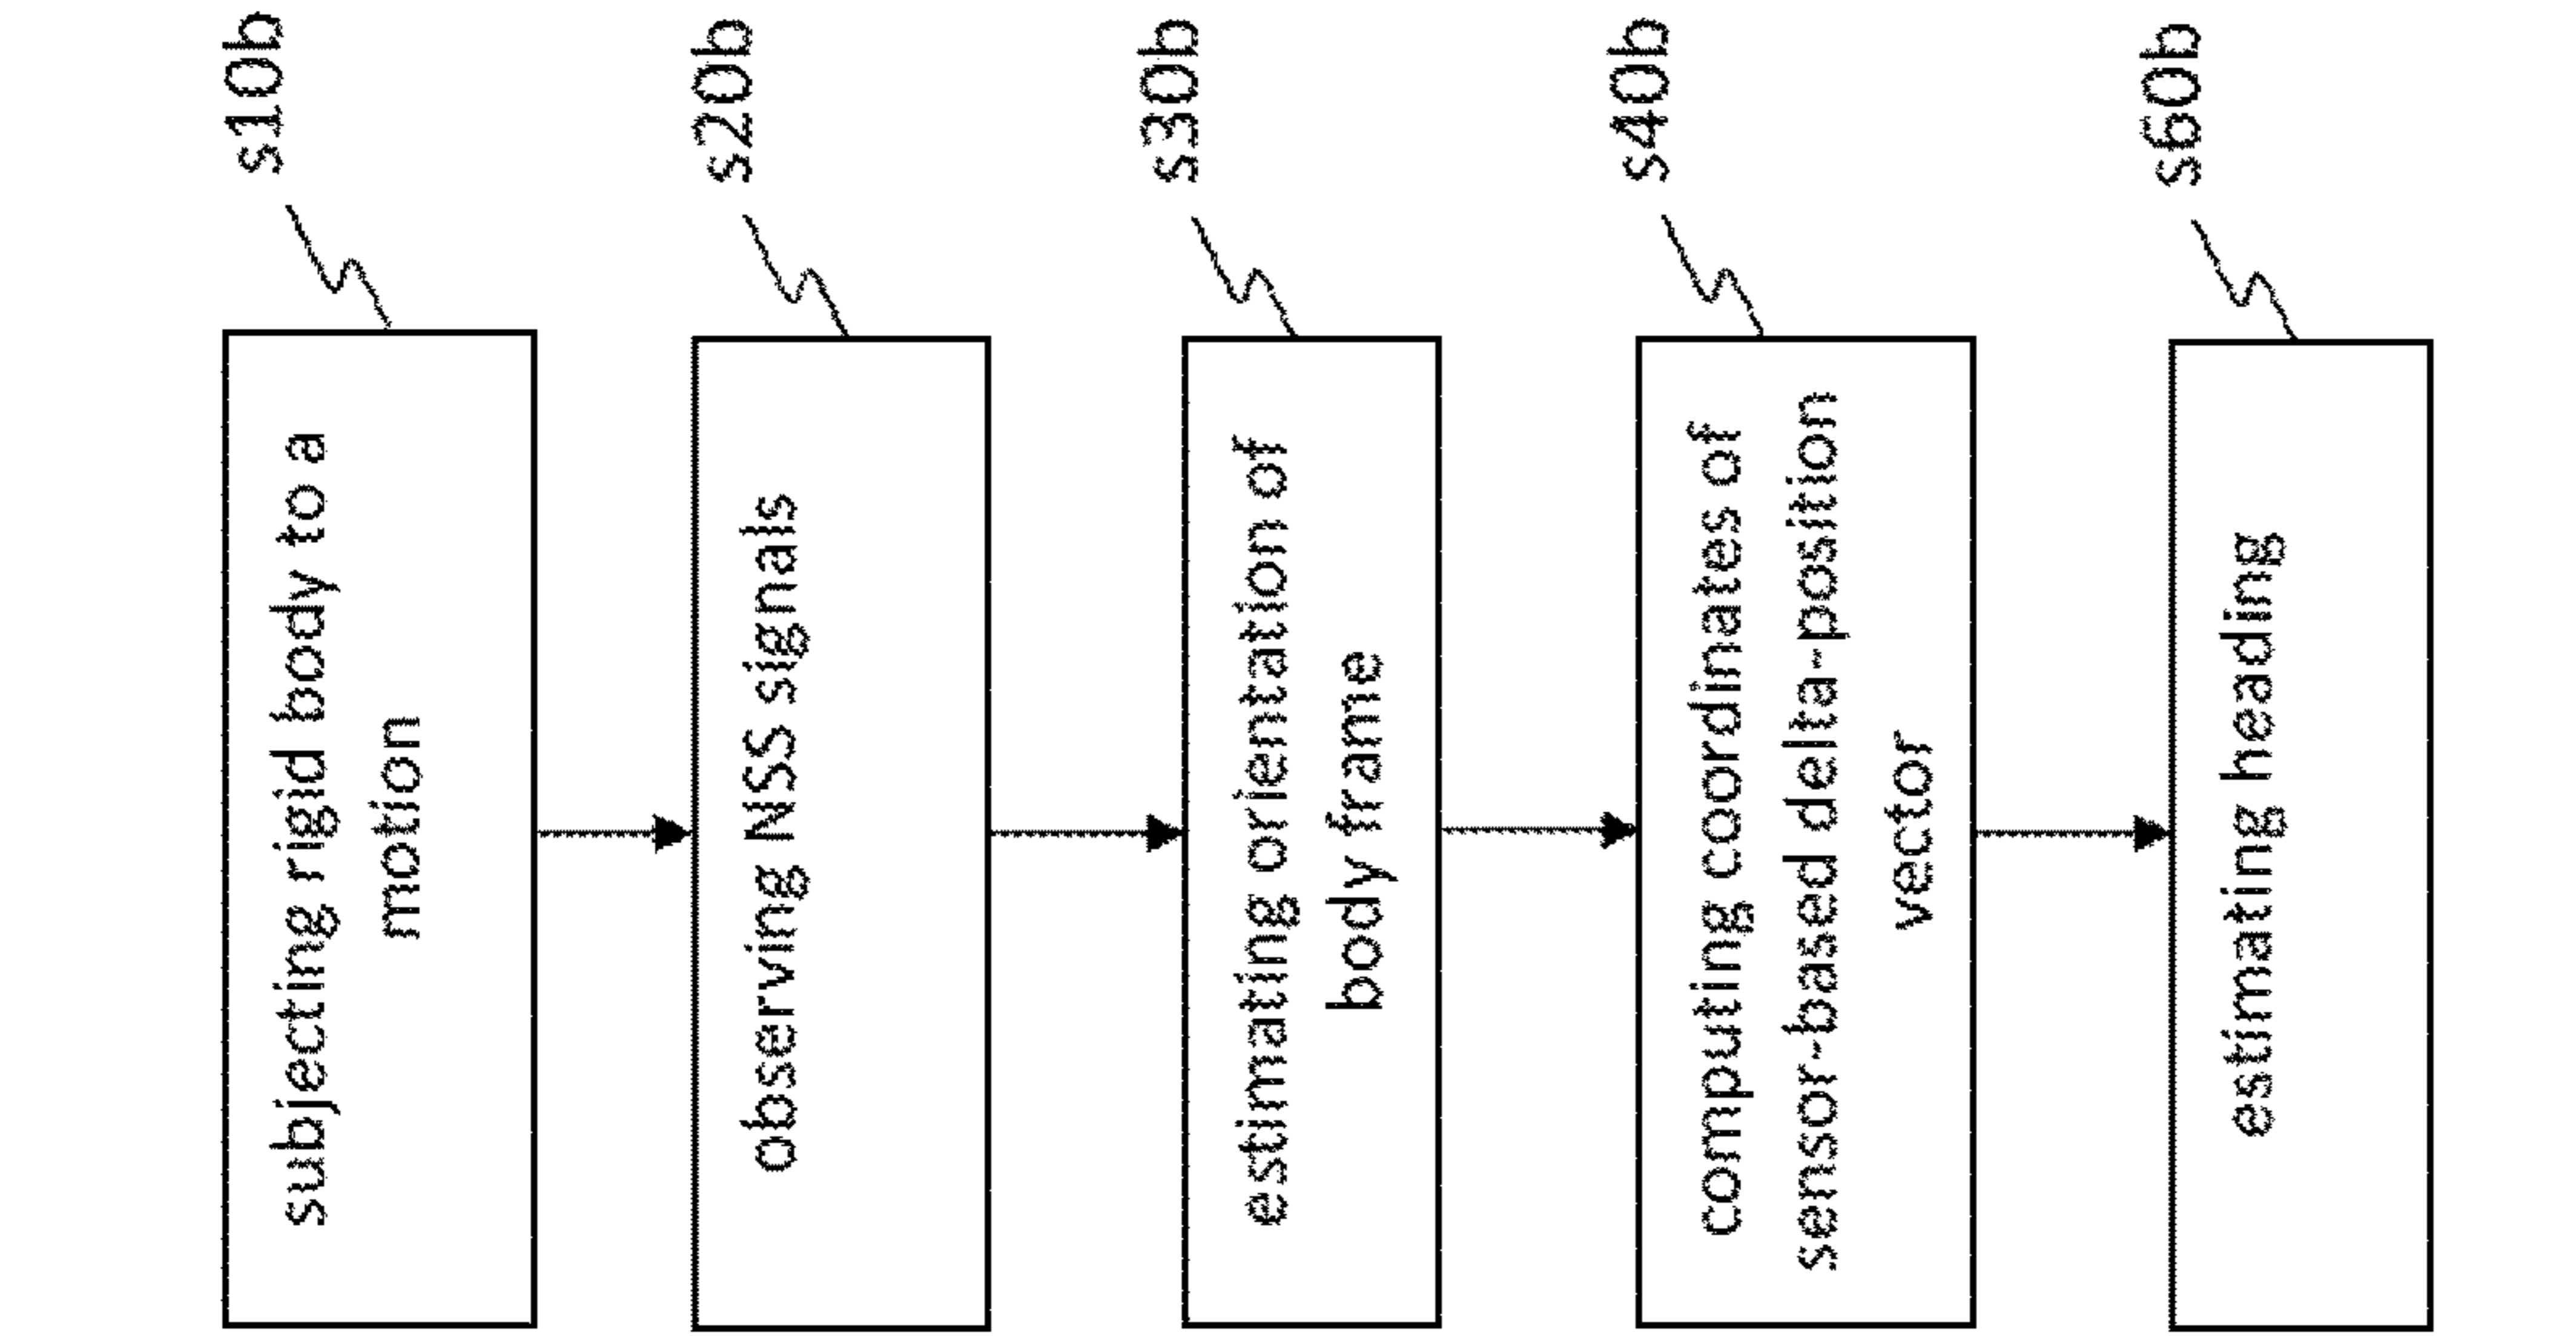 subjecting rigid body to a
motion
s10b
observing NSS signals
s20b
estimating orientation of
body frame
s30b
computing coordinates of
sensor-based delta-position
vector
s40b
estimating heading
s60b